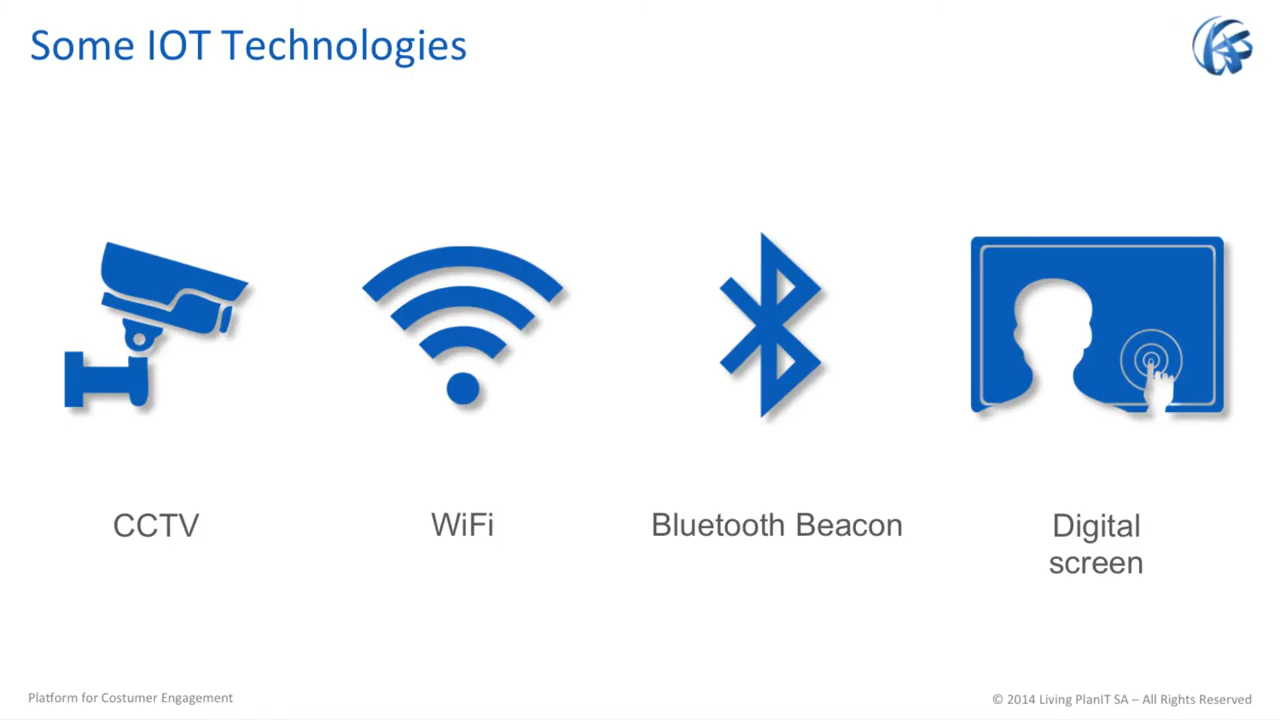 Some IOT Technologies
CCTV
WiFi
Bluetooth Beacon
Digital
screen
Platform for Costumer Engagement
© 2014 Living PlanIT SA – All Rights Reserved